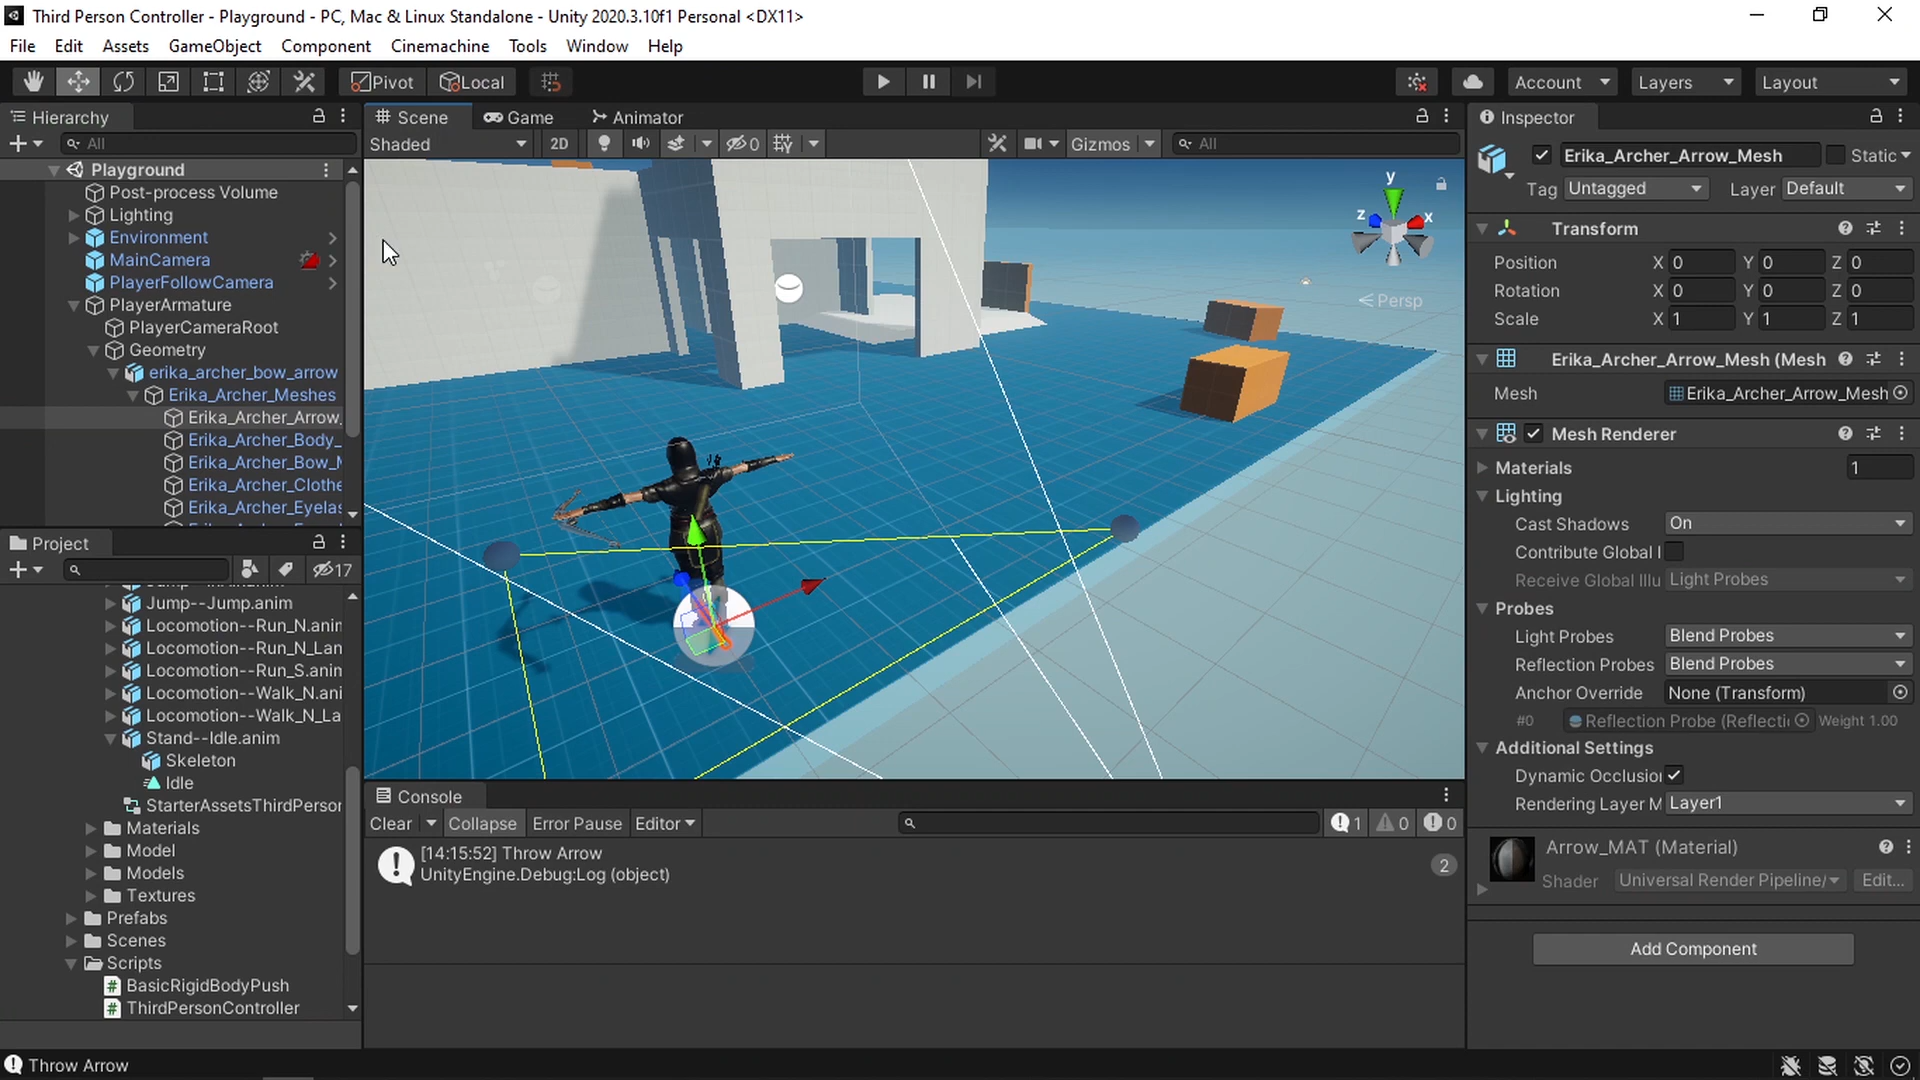 Third Person Controller - Playground - PC, Mac & Linux Standalone - Unity 2020.3.10f1 Personal <DX11>
File Edit Assets GameObject Component Cinemachine Tools Window Help
Pivot Local Account Layers Layout
Hierarchy
All
Playground
Post-process Volume
Lighting
Environment
MainCamera
PlayerFollowCamera
PlayerArmature
PlayerCameraRoot
Geometry
erika_archer_bow_arrow
Erika_Archer_Meshes
Erika_Archer_Arrow_
Erika_Archer_Body_
Erika_Archer_Bow_M
Erika_Archer_Clothe
Erika_Archer_Eyelas
Project
17
Jump--Jump.anim
Locomotion--Run_N.anim
Locomotion--Run_N_Lan
Locomotion--Run_S.anim
Locomotion--Walk_N.ani
Locomotion--Walk_N_La
Stand--Idle.anim
Skeleton
Idle
StarterAssetsThirdPerson
Materials
Model
Models
Textures
Prefabs
Scenes
Scripts
BasicRigidBodyPush
ThirdPersonController
Scene Game Animator
Shaded 2D 0 Gizmos All
y
z x
Persp
Console
Clear Collapse Error Pause Editor 1 0 0
[14:15:52] Throw Arrow
UnityEngine.Debug:Log (object)
2
Inspector
Erika_Archer_Arrow_Mesh Static
Tag Untagged Layer Default
Transform
Position X 0 Y 0 Z 0
Rotation X 0 Y 0 Z 0
Scale X 1 Y 1 Z 1
Erika_Archer_Arrow_Mesh (Mesh
Mesh Erika_Archer_Arrow_Mesh
Mesh Renderer
Materials 1
Lighting
Cast Shadows On
Contribute Global I
Receive Global Illu Light Probes
Probes
Light Probes Blend Probes
Reflection Probes Blend Probes
Anchor Override None (Transform)
#0 Reflection Probe (Reflecti Weight 1.00
Additional Settings
Dynamic Occlusion
Rendering Layer M Layer1
Arrow_MAT (Material)
Shader Universal Render Pipeline/ Edit...
Add Component
Throw Arrow